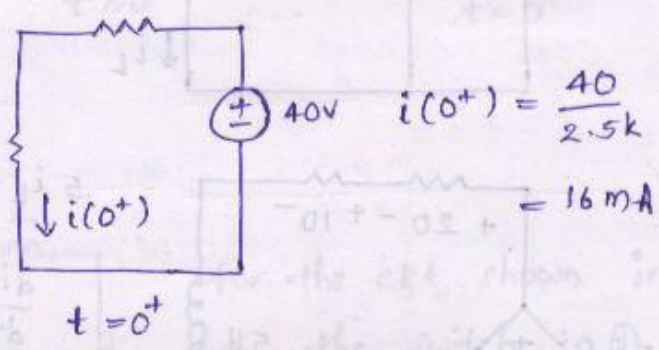 40V
i(0⁺) = 40/2.5k
= 16 mA
↓ i(0⁺)
t = 0⁺